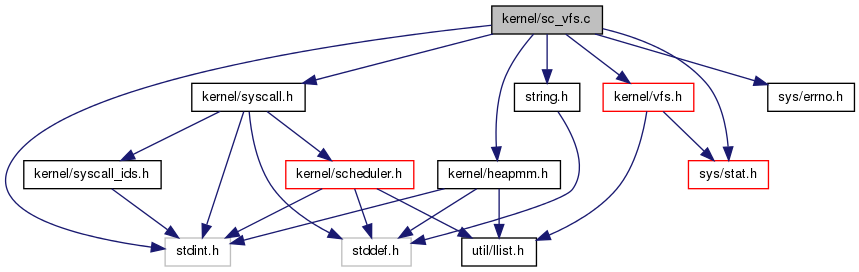 kernel/sc_vfs.c
kernel/syscall.h
string.h
kernel/vfs.h
sys/errno.h
kernel/syscall_ids.h
kernel/scheduler.h
kernel/heapmm.h
sys/stat.h
stdint.h
stddef.h
util/llist.h